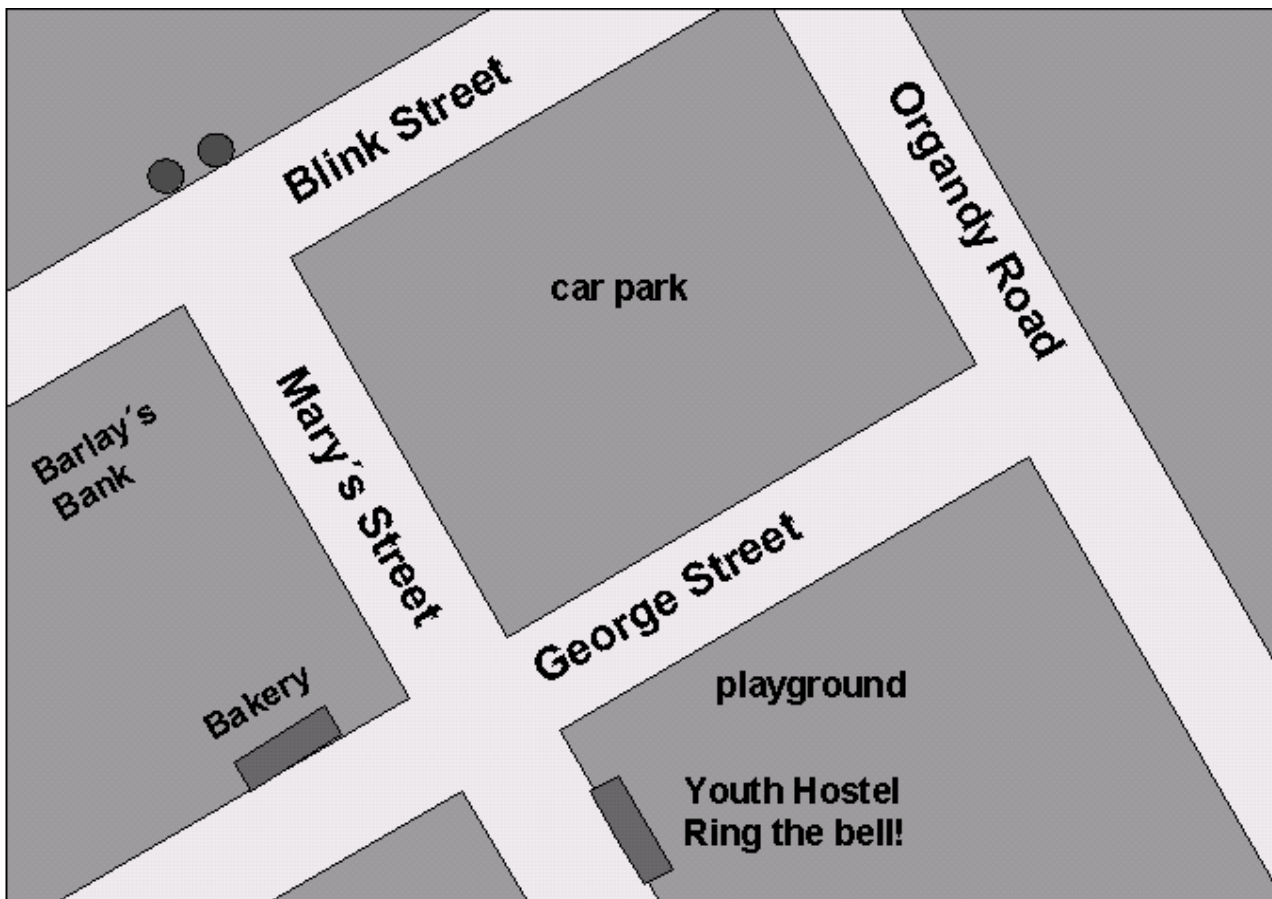 Blink Street
Organdy Road
car park
Mary´s Street
Barlay´s
Bank
George Street
Bakery
playground
Youth Hostel
Ring the bell!